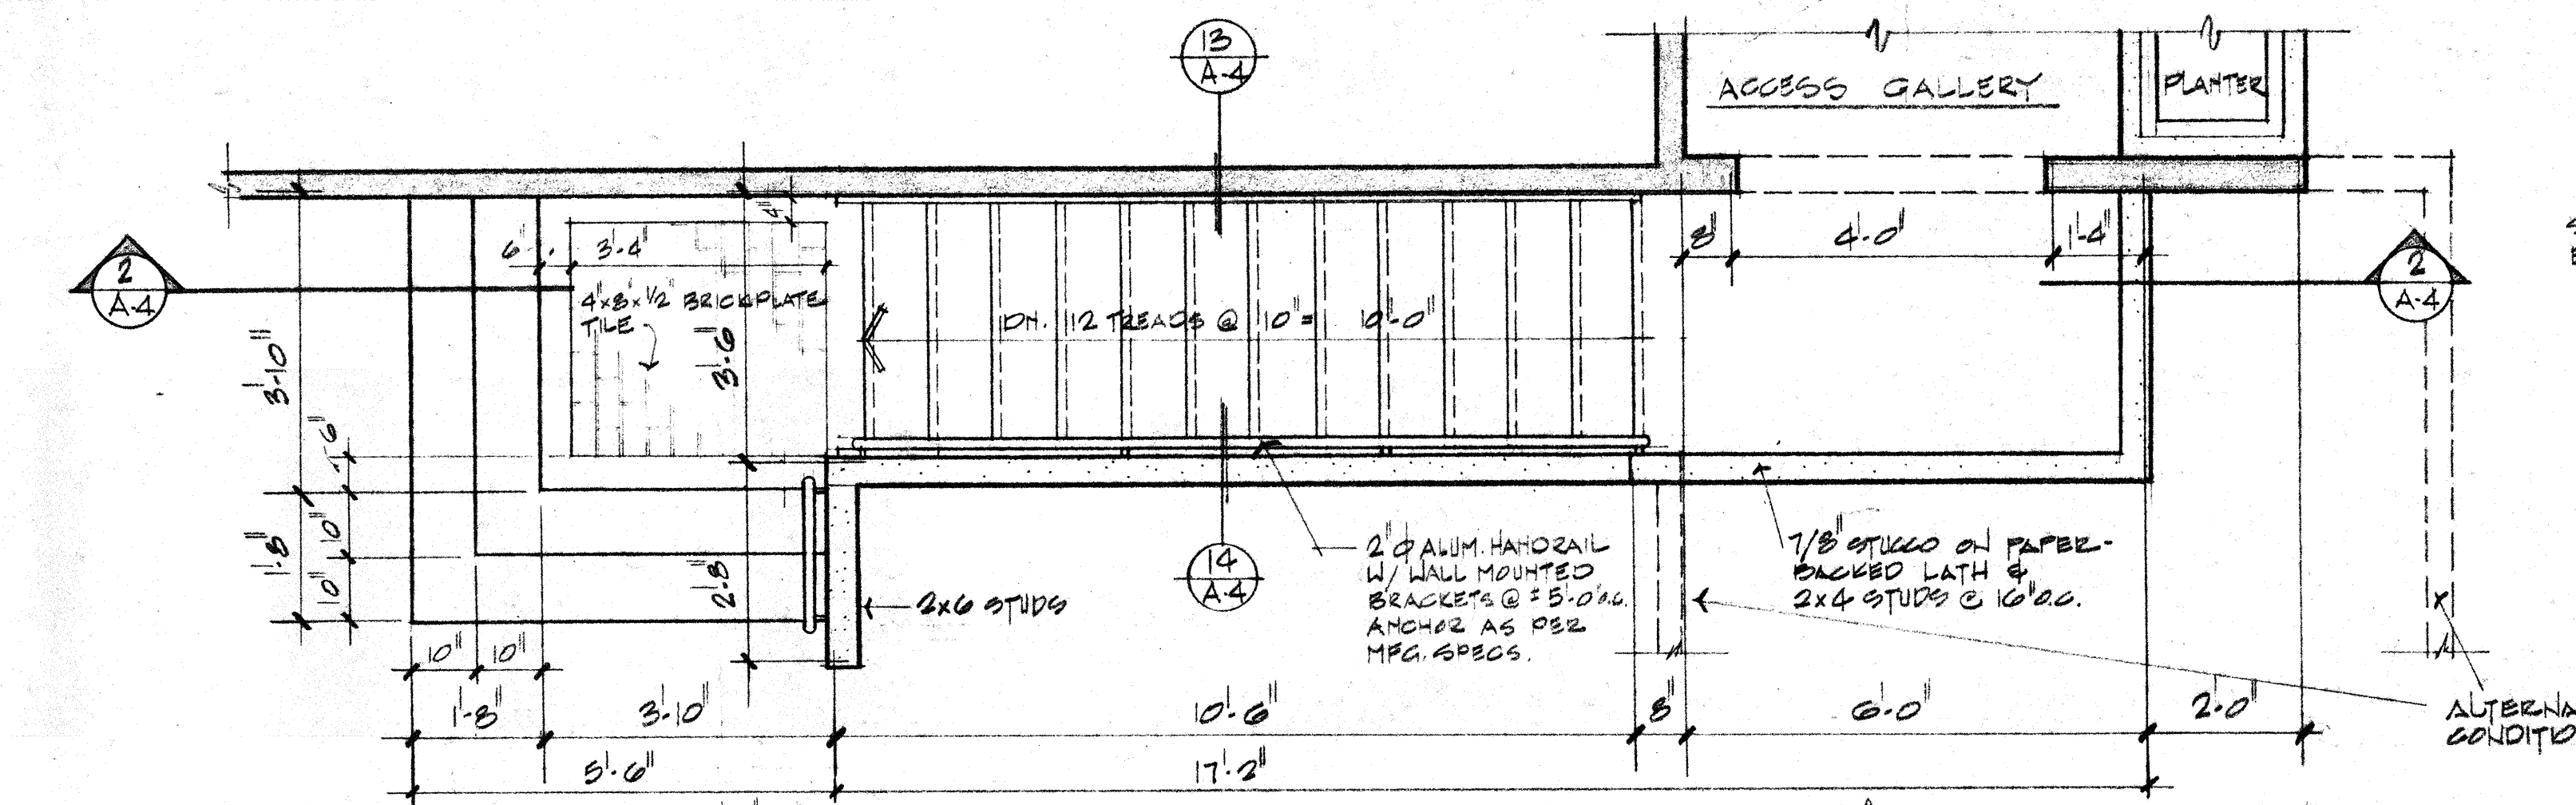 13
A-4
ACCESS GALLERY
PLANTER
4"
6"
3'-4"
8"
4'-0"
1'-4"
2
A-4
2
A-4
4"x8"x1/2" BRICKPLATE
TILE
DN. 12 TREADS @ 10" = 10'-0"
3'-10"
3'-6"
6"
10"
10"
1'-8"
2'-8"
14
A-4
2x6 STUDS
2" Ø ALUM. HANDRAIL
W/ WALL MOUNTED
BRACKETS @ ± 5'-0" o.c.
ANCHOR AS PER
MFG. SPECS.
7/8" STUCCO ON PAPER-
BACKED LATH &
2x4 STUDS @ 16" O.C.
10"
10"
1'-8"
3'-10"
10'-6"
8"
6'-0"
2'-0"
ALTERNA
CONDITIO
5'-6"
17'-2"